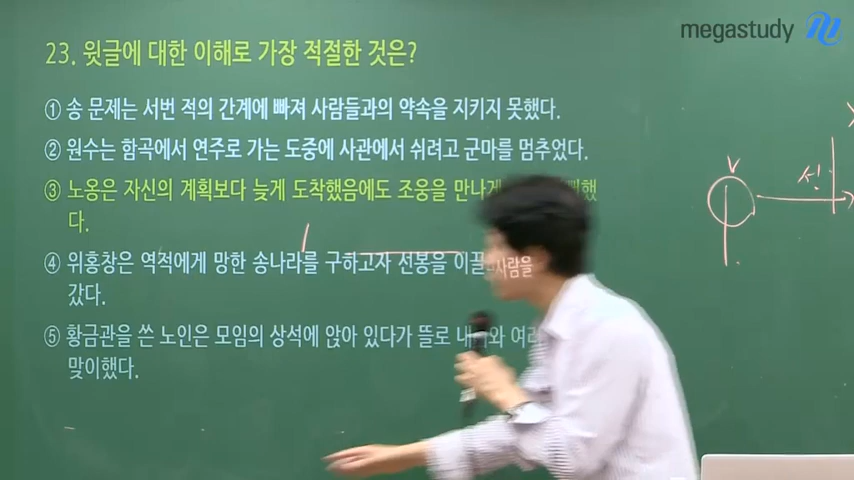 megastudy
23. 윗글에 대한 이해로 가장 적절한 것은?
① 송 문제는 서번 적의 간계에 빠져 사람들과의 약속을 지키지 못했다.
② 원수는 함곡에서 연주로 가는 도중에 사관에서 쉬려고 군마를 멈추었다.
③ 노옹은 자신의 계획보다 늦게 도착했음에도 조웅을 만나게
다.
④ 위홍창은 역적에게 망한 송나라를 구하고자 선봉을 이끌 사람을
갔다.
⑤ 황금관을 쓴 노인은 모임의 상석에 앉아 있다가 뜰로
맞이했다.
신